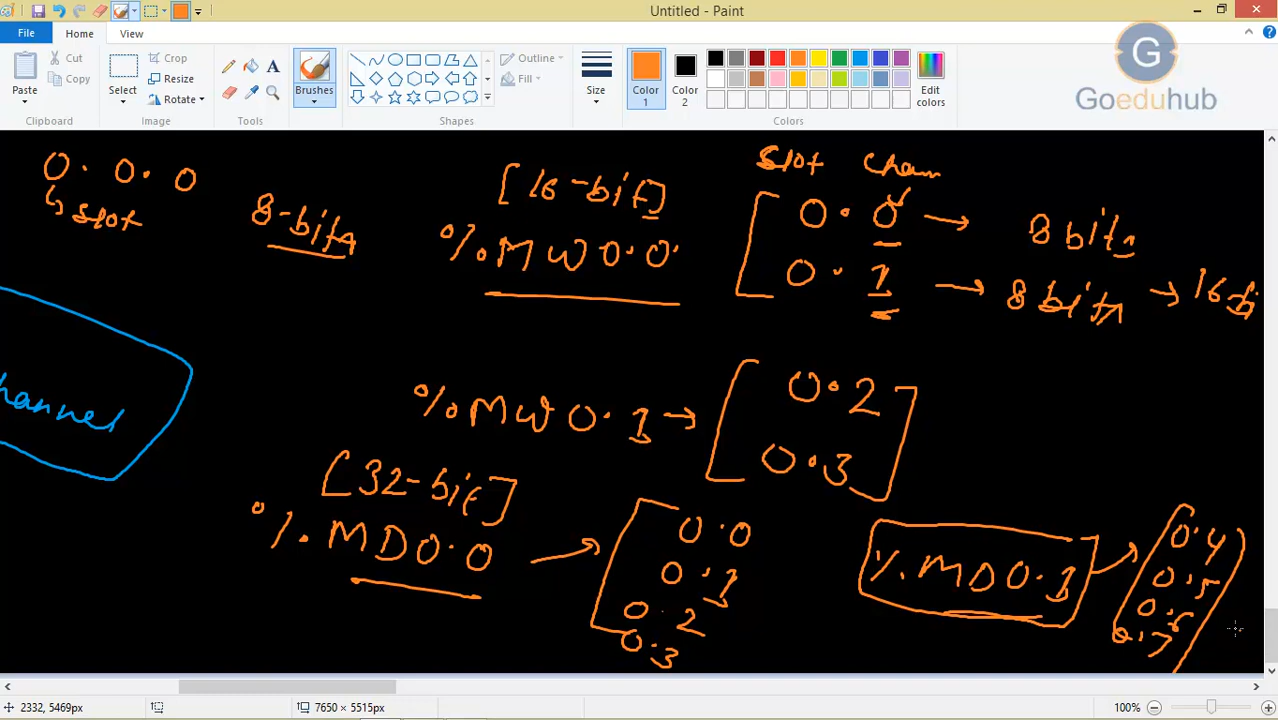 Untitled - Paint
File Home View
Paste
Cut
Copy
Clipboard
Select
Crop
Resize
Rotate
Image
Tools
Brushes
Shapes
Outline
Fill
Size
Color 1
Color 2
Edit colors
Colors
G
Goeduhub
0.0.0
Slot
8-bits
[16-bit]
%MW0.0.
Slot Chan
0.0 → 8 bits
0.1 → 8 bits → 16 bi
hannel
%MW0.1 → 0.2
0.3
[32-bit]
%.MD0.0 → 0.0
0.1
0.2
0.3
%.MD0.1 → 0.4
0.5
0.6
0.7
2332, 5469px
7650 × 5515px
100%